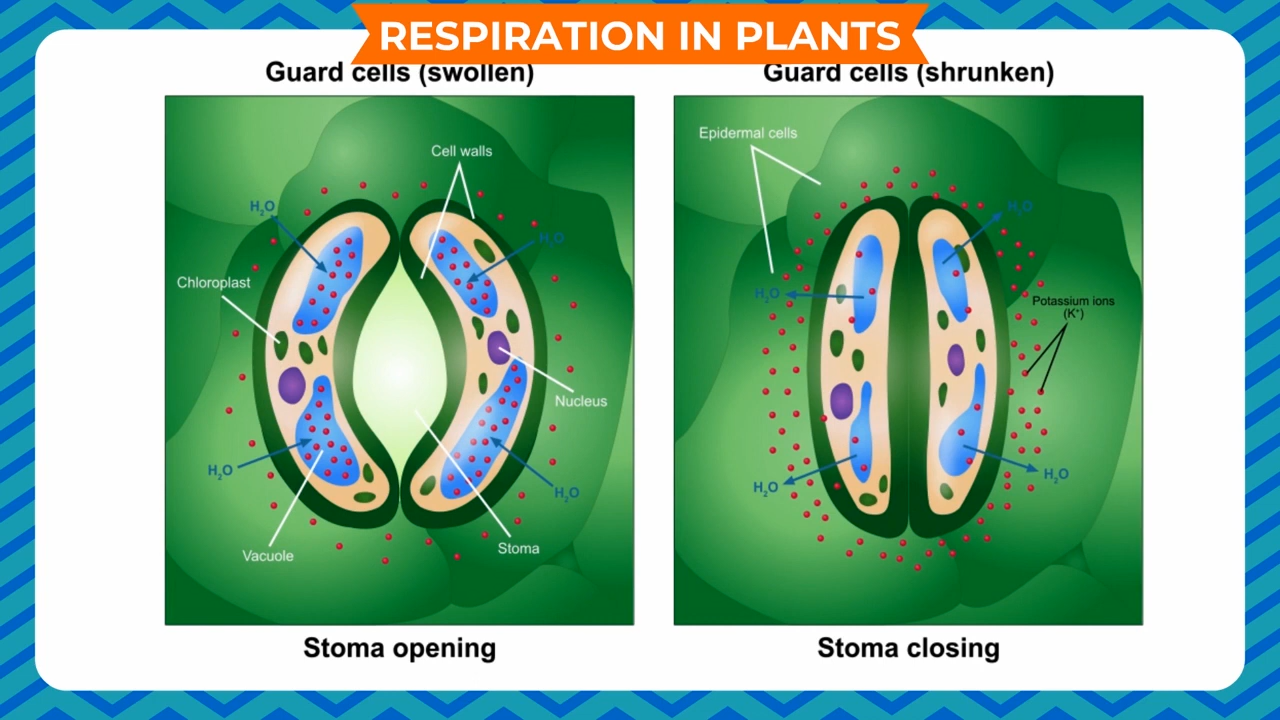 RESPIRATION IN PLANTS
Guard cells (swollen)
Guard cells (shrunken)
Cell walls
H₂O
H₂O
Chloroplast
Nucleus
H₂O
H₂O
Vacuole
Stoma
Stoma opening
Epidermal cells
H₂O
H₂O
Potassium ions
(K⁺)
H₂O
H₂O
Stoma closing